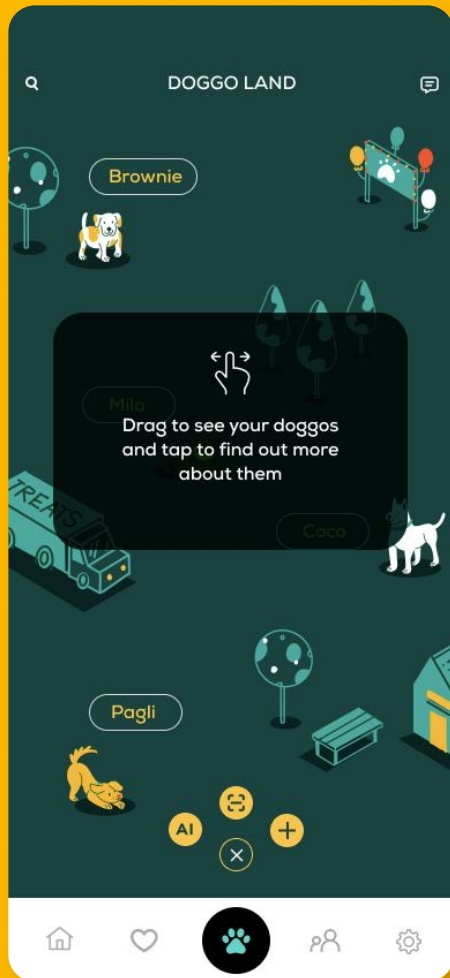 DOGGO LAND
Brownie
Milo
Drag to see your doggos
and tap to find out more
about them
TREATS
Coco
Pagli
AI